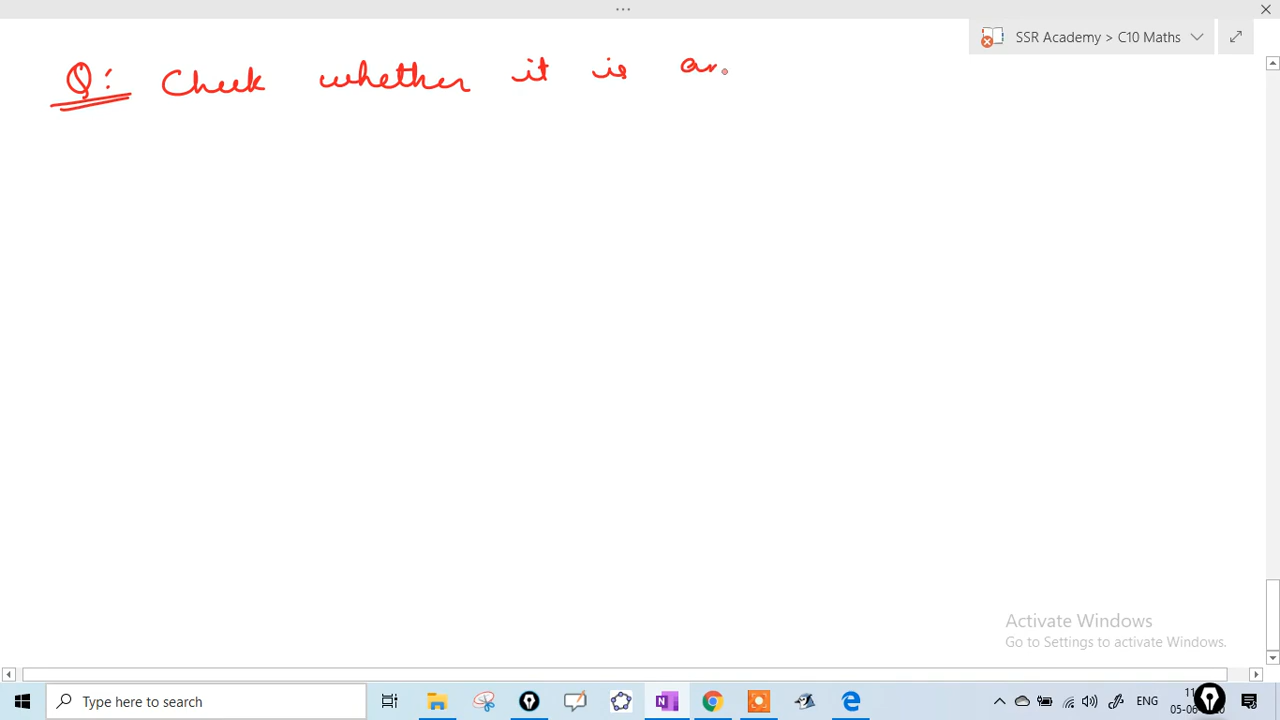 SSR Academy > C10 Maths
Q: Check whether it is an
Activate Windows
Go to Settings to activate Windows.
Type here to search
ENG